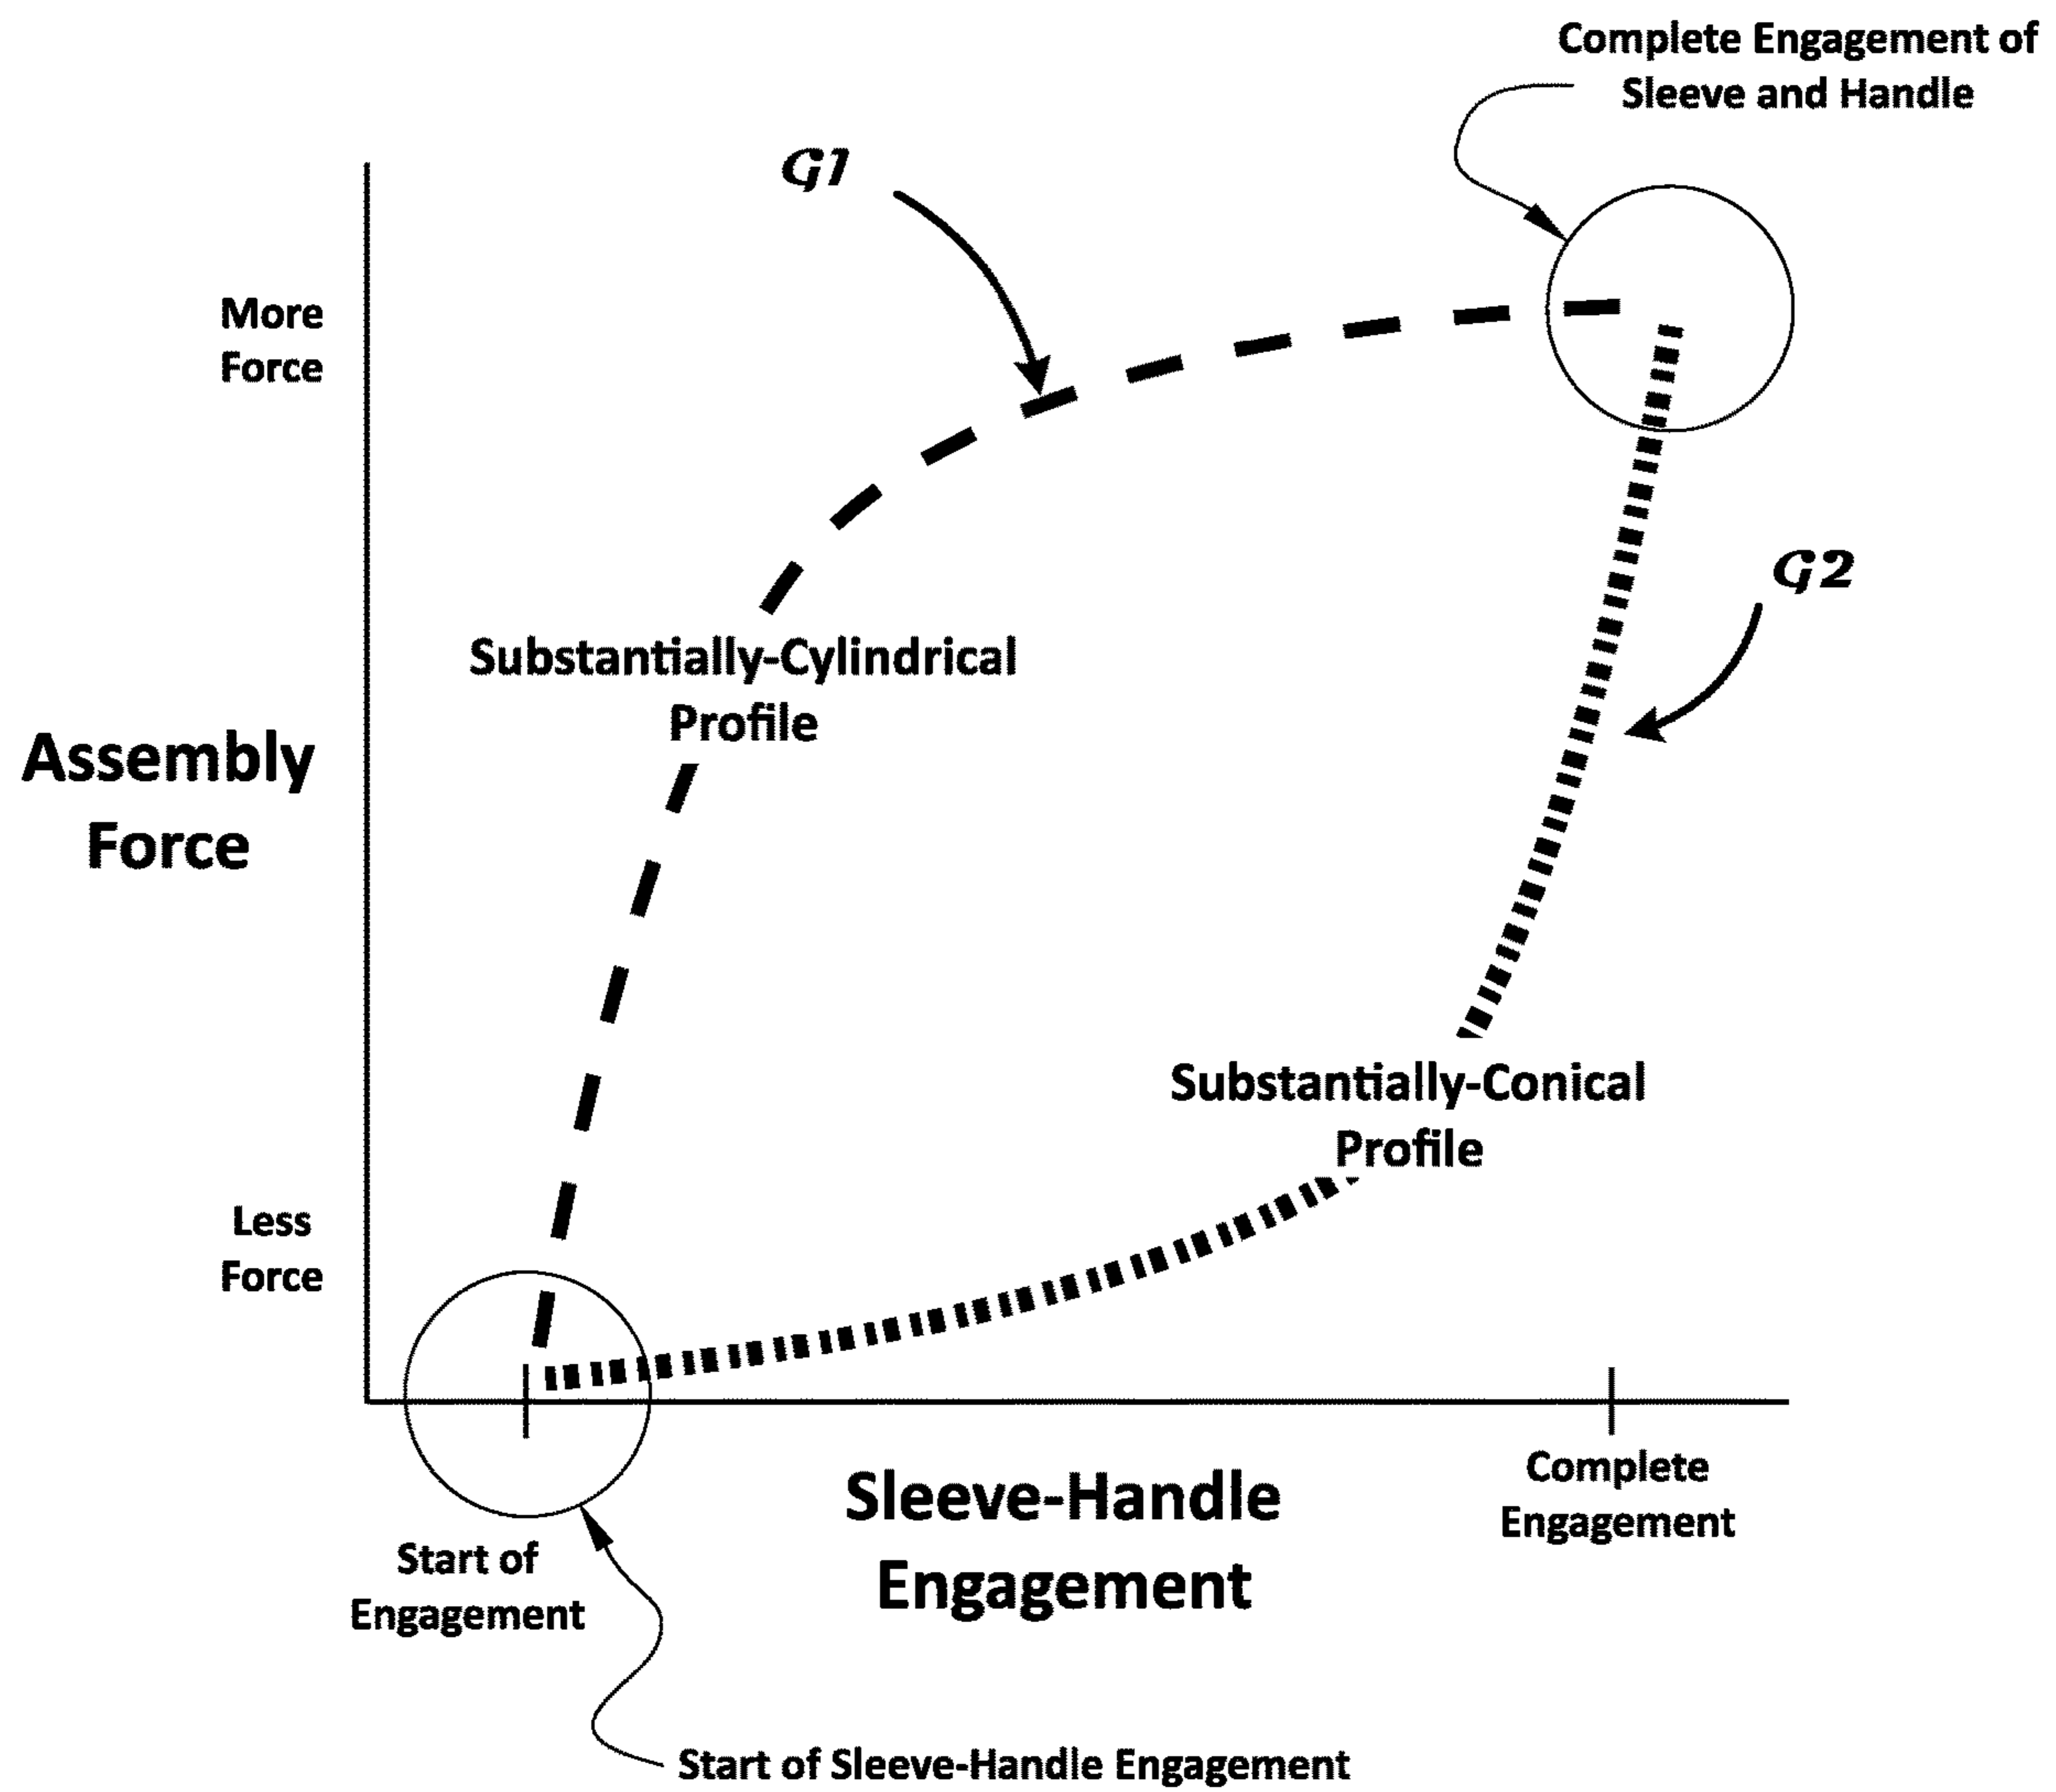 Complete Engagement of
Sleeve and Handle
G1
More
Force
G2
Substantially-Cylindrical
Profile
Assembly
Force
Substantially-Conical
Profile
Less
Force
Complete
Engagement
Sleeve-Handle
Engagement
Start of
Engagement
Start of Sleeve-Handle Engagement